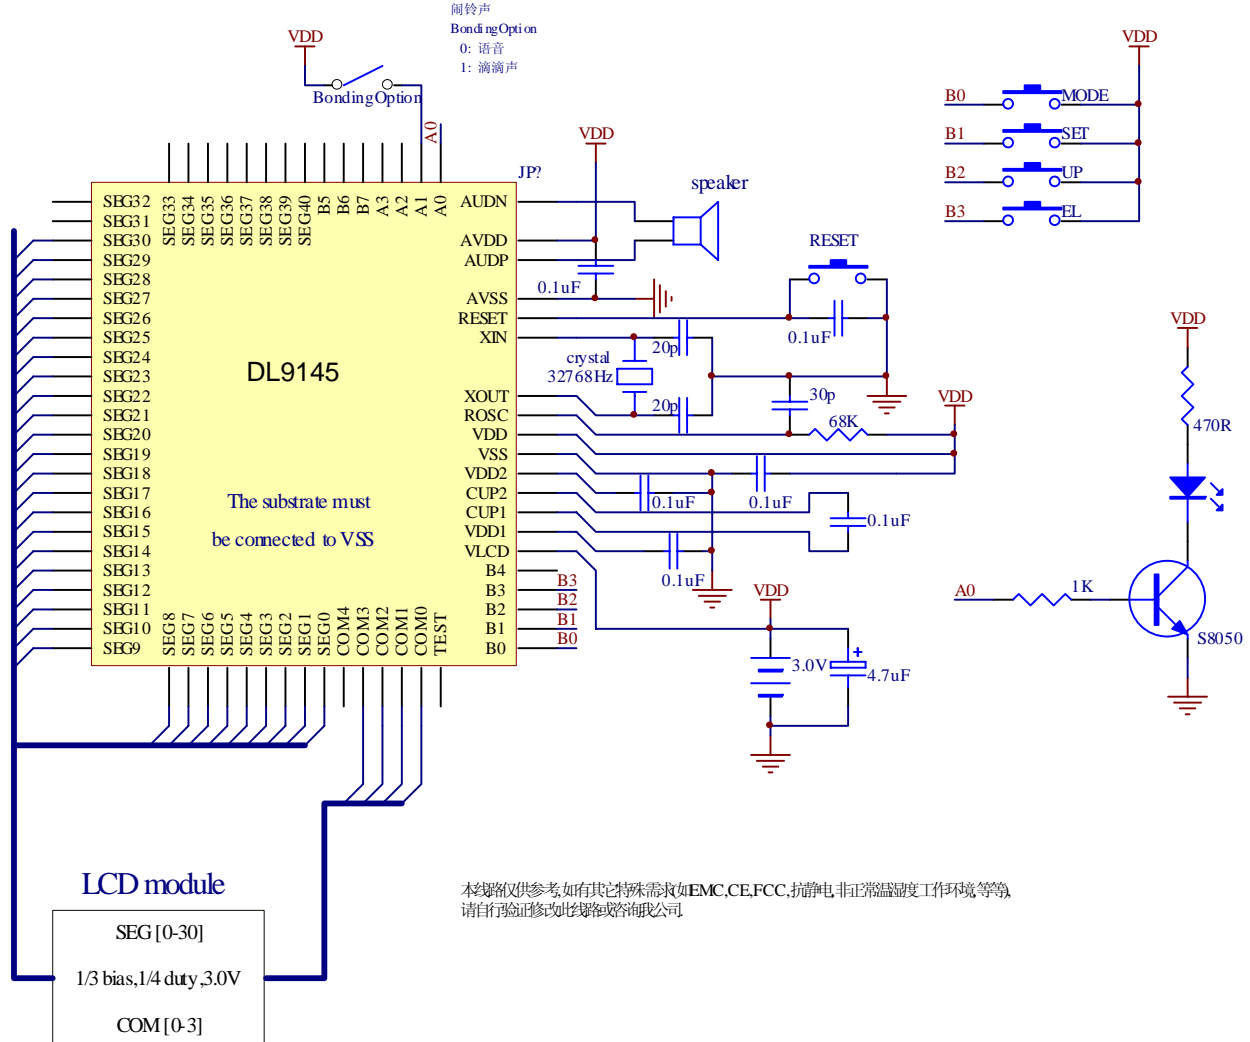 闹铃声
BondingOption
0: 语音
1: 滴滴声
VDD
BondingOption
A0
VDD
B0 MODE
B1 SET
B2 UP
B3 EL
JP?
VDD
speaker
DL9145
The substrate must
be connected to VSS
SEG33
SEG34
SEG35
SEG36
SEG37
SEG38
SEG39
SEG40
B5
B6
B7
A3
A2
A1
A0
SEG32
SEG31
SEG30
SEG29
SEG28
SEG27
SEG26
SEG25
SEG24
SEG23
SEG22
SEG21
SEG20
SEG19
SEG18
SEG17
SEG16
SEG15
SEG14
SEG13
SEG12
SEG11
SEG10
SEG9
SEG8
SEG7
SEG6
SEG5
SEG4
SEG3
SEG2
SEG1
SEG0
COM4
COM3
COM2
COM1
COM0
TEST
AUDN
AVDD
AUDP
AVSS
RESET
XIN
XOUT
ROSC
VDD
VSS
VDD2
CUP2
CUP1
VDD1
VLCD
B4
B3
B2
B1
B0
B3
B2
B1
B0
0.1uF
RESET
0.1uF
20p
crystal
32768Hz
20p
30p
68K
VDD
0.1uF
0.1uF
0.1uF
0.1uF
VDD
3.0V
4.7uF
VDD
470R
A0
1K
S8050
LCD module
SEG [0-30]
1/3 bias,1/4 duty,3.0V
COM [0-3]
本线路仅供参考,如有其它特殊需求(如EMC,CE,FCC,抗静电,非正常温湿度工作环境,等等),
请自行验证修改此线路或咨询我公司.